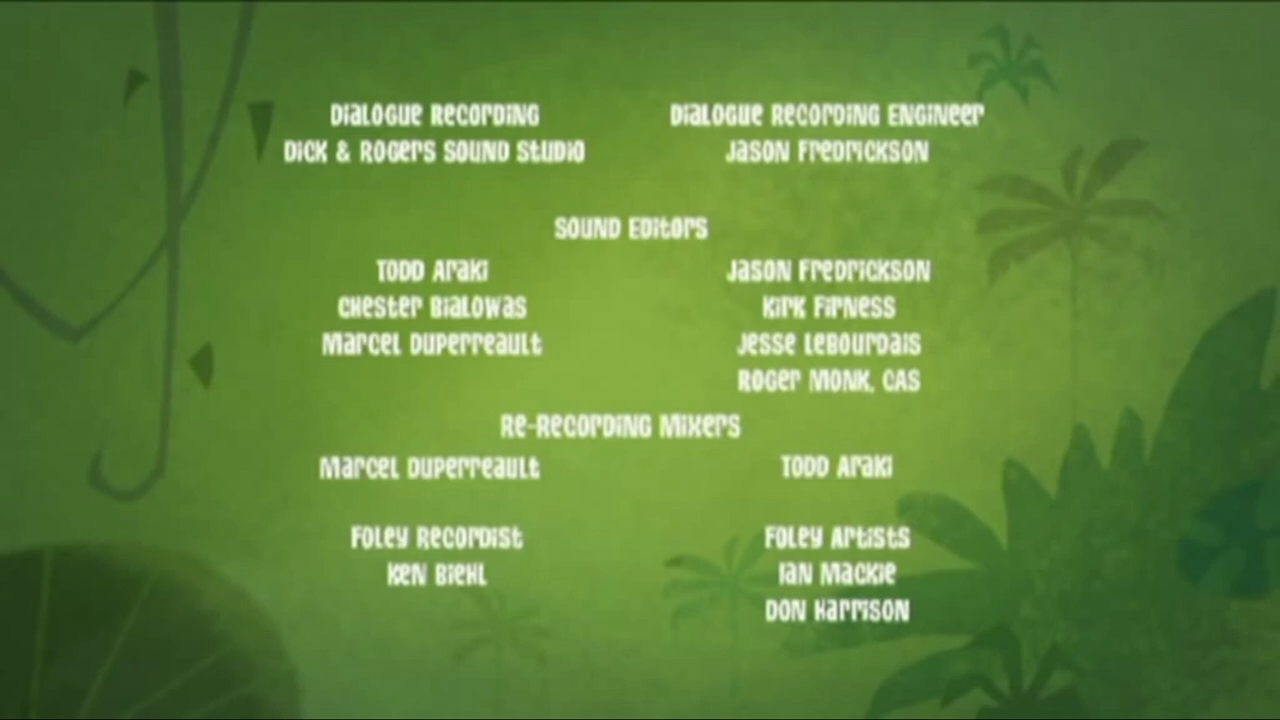 Dialogue Recording
Dick & Rogers Sound Studio
Dialogue Recording Engineer
Jason Fredrickson
Sound Editors
Todd Araki
Chester Bialowas
Marcel Duperreault
Jason Fredrickson
Kirk Firness
Jesse LeBourdais
Roger Monk, CAS
Re-Recording Mixers
Marcel Duperreault
Todd Araki
Foley Recordist
Ken Biehl
Foley Artists
Ian Mackie
Don Harrison